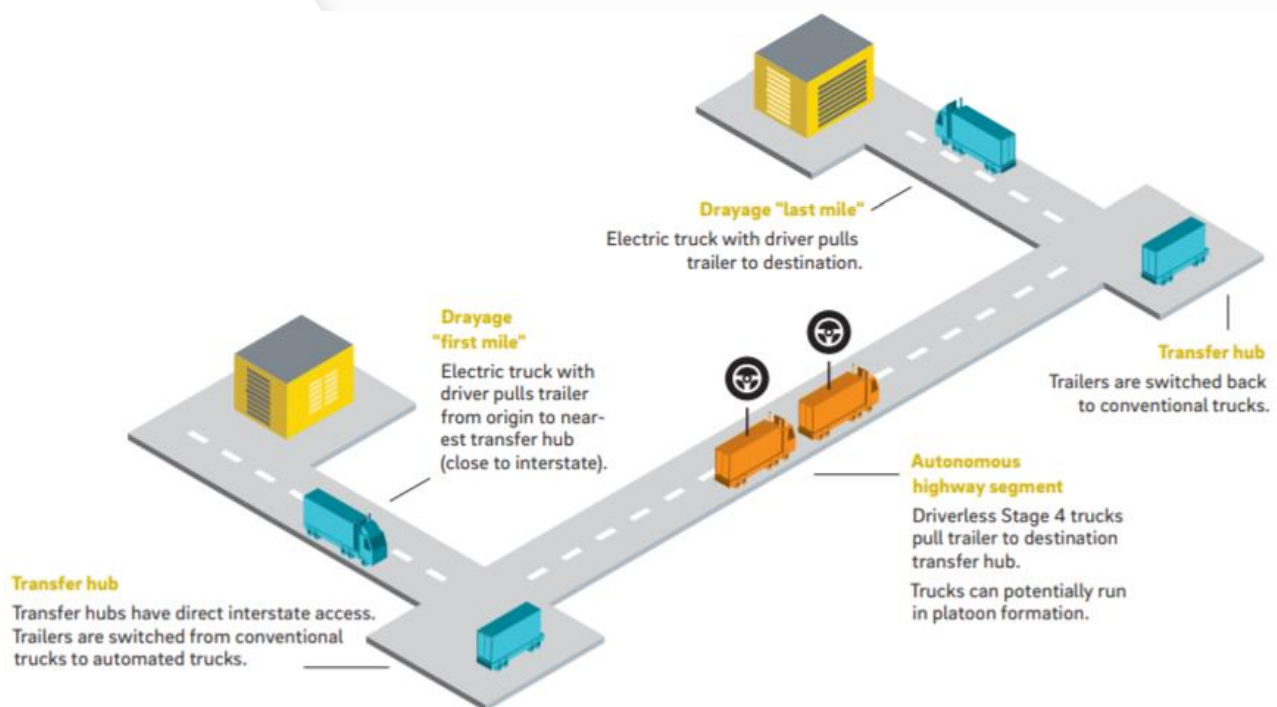 Drayage "last mile"
Electric truck with driver pulls
trailer to destination.
Drayage
"first mile"
Electric truck with
driver pulls trailer
from origin to near-
est transfer hub
(close to interstate).
Transfer hub
Trailers are switched back
to conventional trucks.
Autonomous
highway segment
Driverless Stage 4 trucks
pull trailer to destination
transfer hub.
Trucks can potentially run
in platoon formation.
Transfer hub
Transfer hubs have direct interstate access.
Trailers are switched from conventional
trucks to automated trucks.